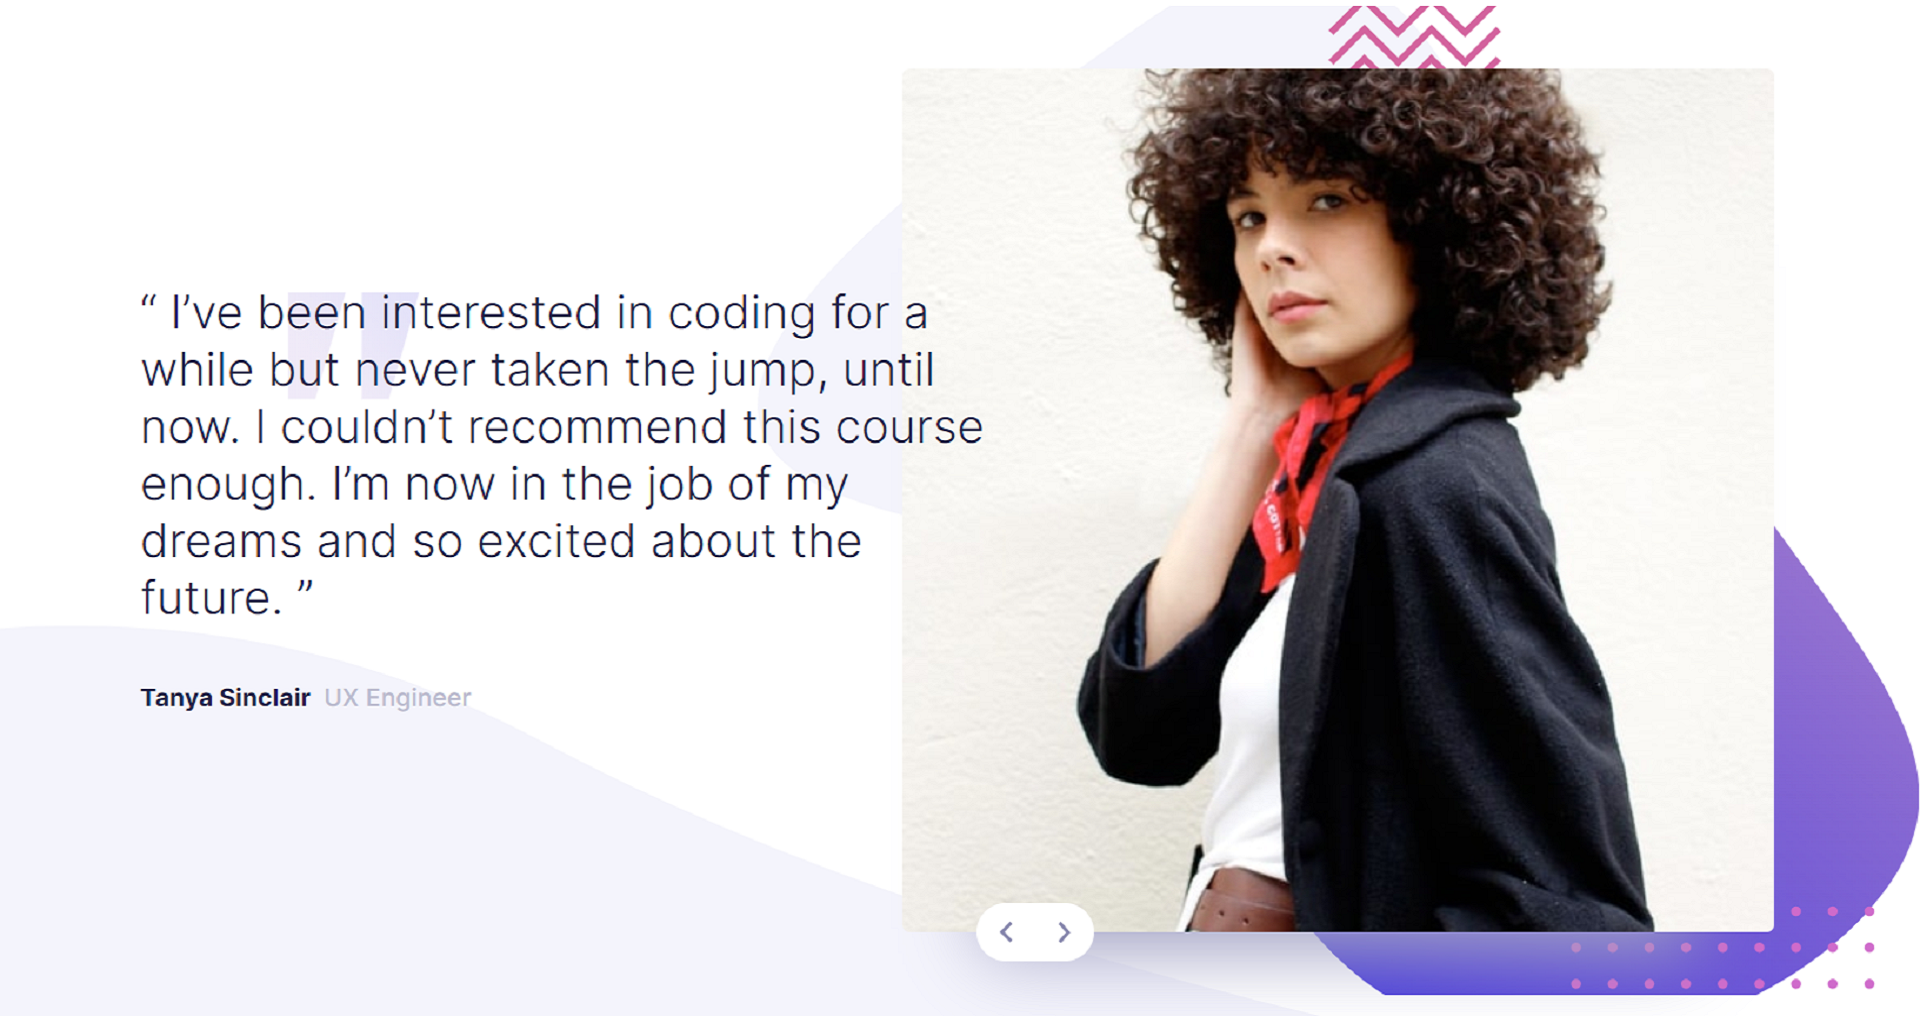 “ I’ve been interested in coding for a
while but never taken the jump, until
now. I couldn’t recommend this course
enough. I’m now in the job of my
dreams and so excited about the
future. ”
Tanya Sinclair UX Engineer